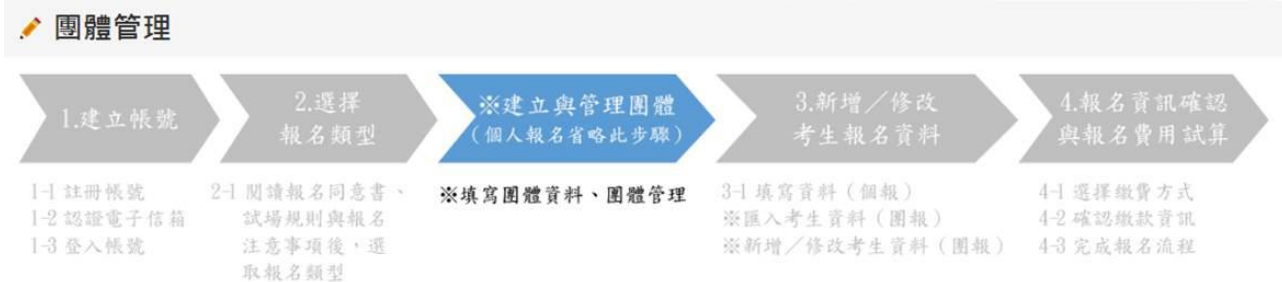 團體管理
1.建立帳號
2.選擇
報名類型
※建立與管理團體
(個人報名省略此步驟)
3.新增／修改
考生報名資料
4.報名資訊確認
與報名費用試算
1-1 註冊帳號
1-2 認證電子信箱
1-3 登入帳號
2-1 閱讀報名同意書、
試場規則與報名
注意事項後，選
取報名類型
※填寫團體資料、團體管理
3-1 填寫資料（個報）
※匯入考生資料（團報）
※新增／修改考生資料（團報）
4-1 選擇繳費方式
4-2 確認繳款資訊
4-3 完成報名流程